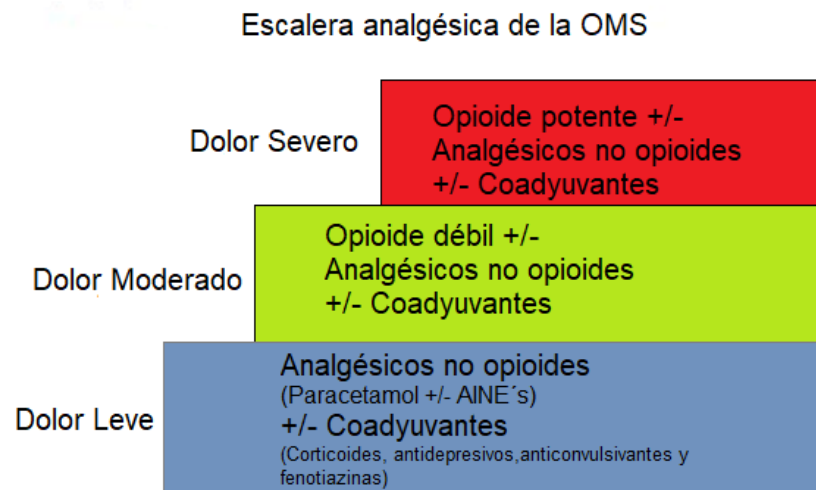 Escalera analgésica de la OMS
Dolor Severo
Opioide potente +/-
Analgésicos no opioides
+/- Coadyuvantes
Dolor Moderado
Opioide débil +/-
Analgésicos no opioides
+/- Coadyuvantes
Dolor Leve
Analgésicos no opioides
(Paracetamol +/- AINE´s)
+/- Coadyuvantes
(Corticoides, antidepresivos,anticonvulsivantes y
fenotiazinas)